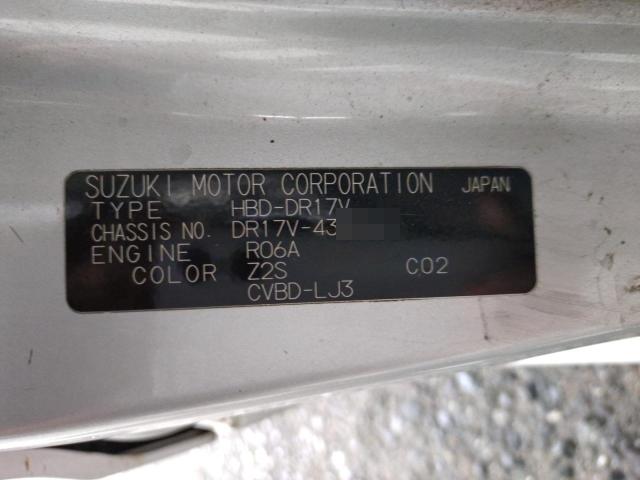 SUZUKI MOTOR CORPORATION JAPAN
TYPE HBD-DR17V
CHASSIS NO. DR17V-43
ENGINE R06A
COLOR Z2S C02
CVBD-LJ3